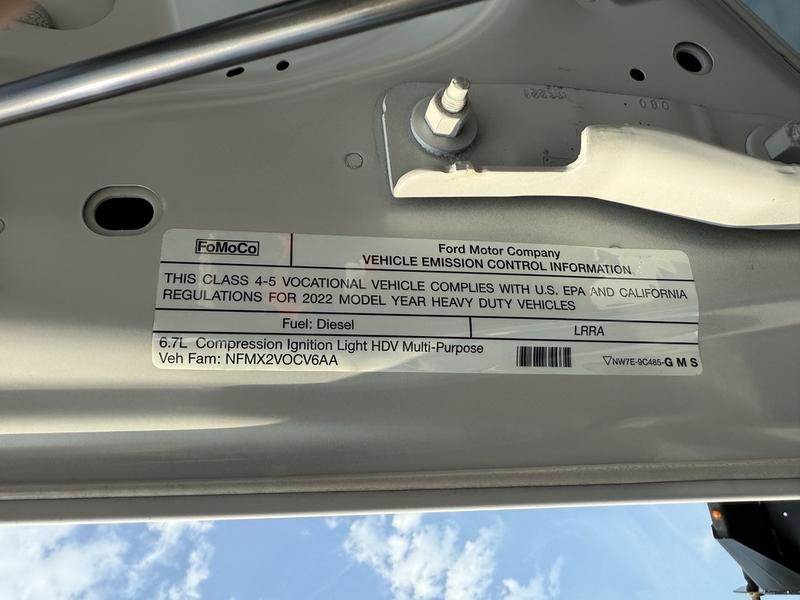 FoMoCo
Ford Motor Company
VEHICLE EMISSION CONTROL INFORMATION
THIS CLASS 4-5 VOCATIONAL VEHICLE COMPLIES WITH U.S. EPA AND CALIFORNIA
REGULATIONS FOR 2022 MODEL YEAR HEAVY DUTY VEHICLES
Fuel: Diesel
LRRA
6.7L Compression Ignition Light HDV Multi-Purpose
Veh Fam: NFMX2VOCV6AA
NW7E-9C485-GMS